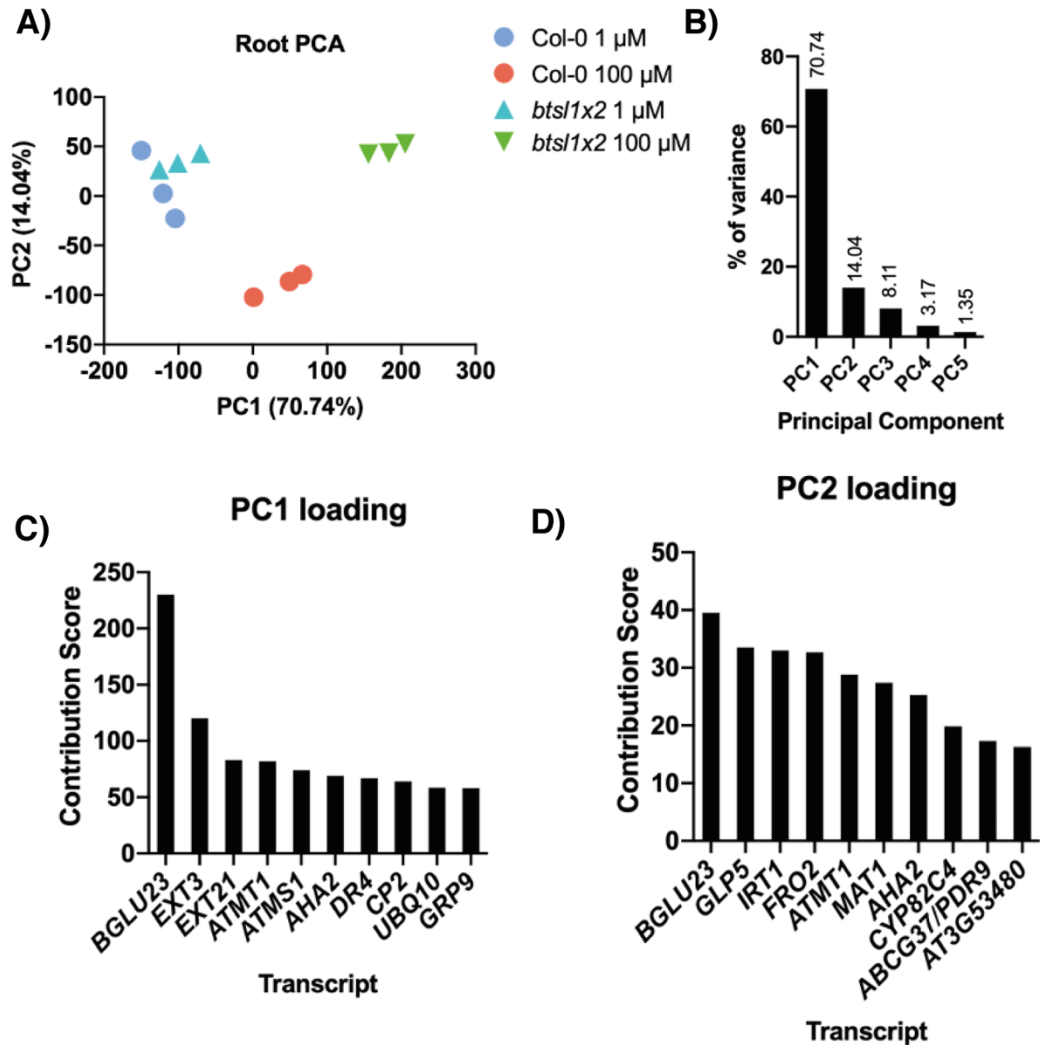 A)
Root PCA
Col-0 1 µM
Col-0 100 µM
btsl1x2 1 µM
btsl1x2 100 µM
PC2 (14.04%)
100
50
0
-50
-100
-150
-200 -100 0 100 200 300
PC1 (70.74%)
B)
% of variance
80
60
40
20
0
70.74
14.04
8.11
3.17
1.35
PC1 PC2 PC3 PC4 PC5
Principal Component
C)
PC1 loading
Contribution Score
250
200
150
100
50
0
BGLU23
EXT3
EXT21
ATMT1
ATMS1
AHA2
DR4
CP2
UBQ10
GRP9
Transcript
D)
PC2 loading
Contribution Score
50
40
30
20
10
0
BGLU23
GLP5
IRT1
FRO2
ATMT1
MAT1
AHA2
CYP82C4
ABCG37/PDR9
AT3G53480
Transcript